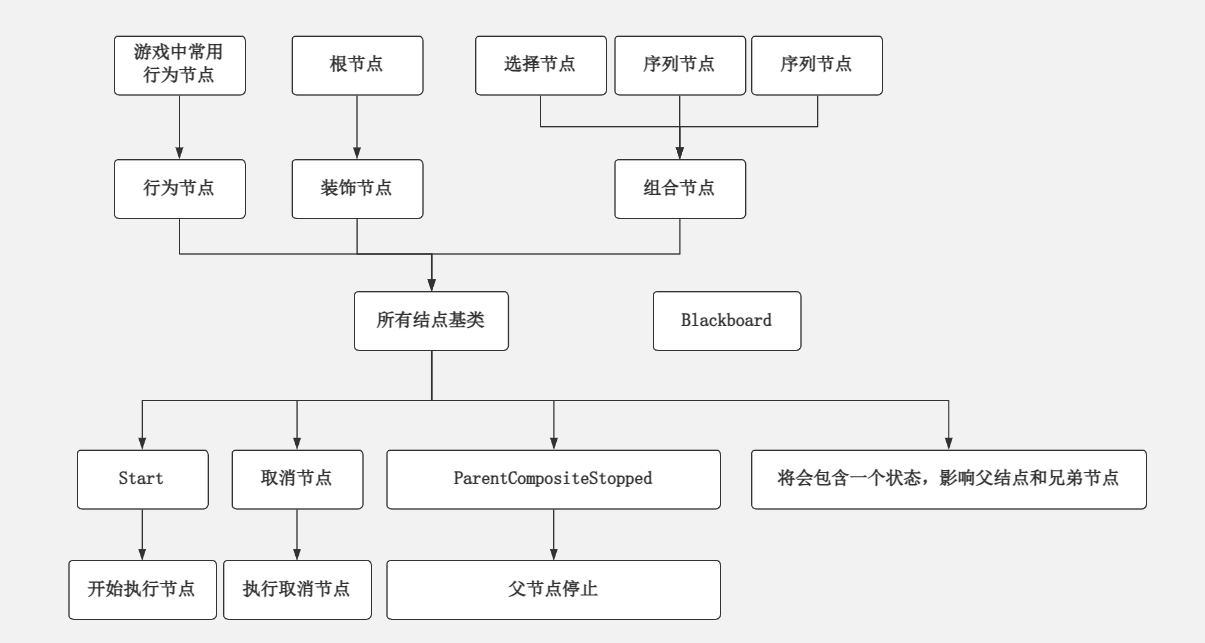 游戏中常用
行为节点
根节点
选择节点
序列节点
序列节点
行为节点
装饰节点
组合节点
所有结点基类
Blackboard
Start
取消节点
ParentCompositeStopped
将会包含一个状态，影响父结点和兄弟节点
开始执行节点
执行取消节点
父节点停止